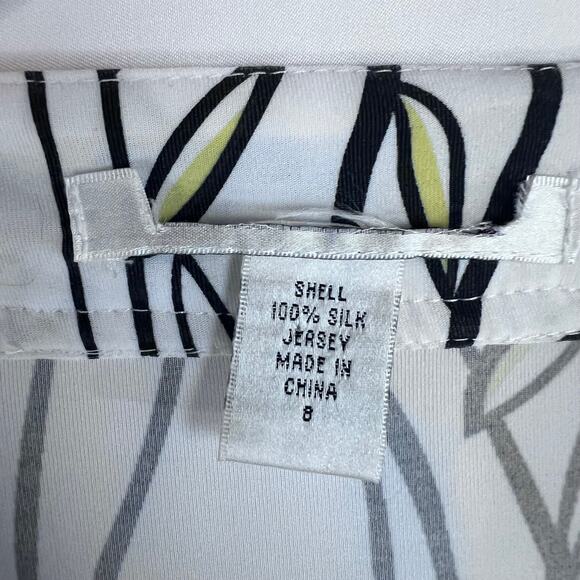 SHELL
100% SILK
JERSEY
MADE IN
CHINA
8